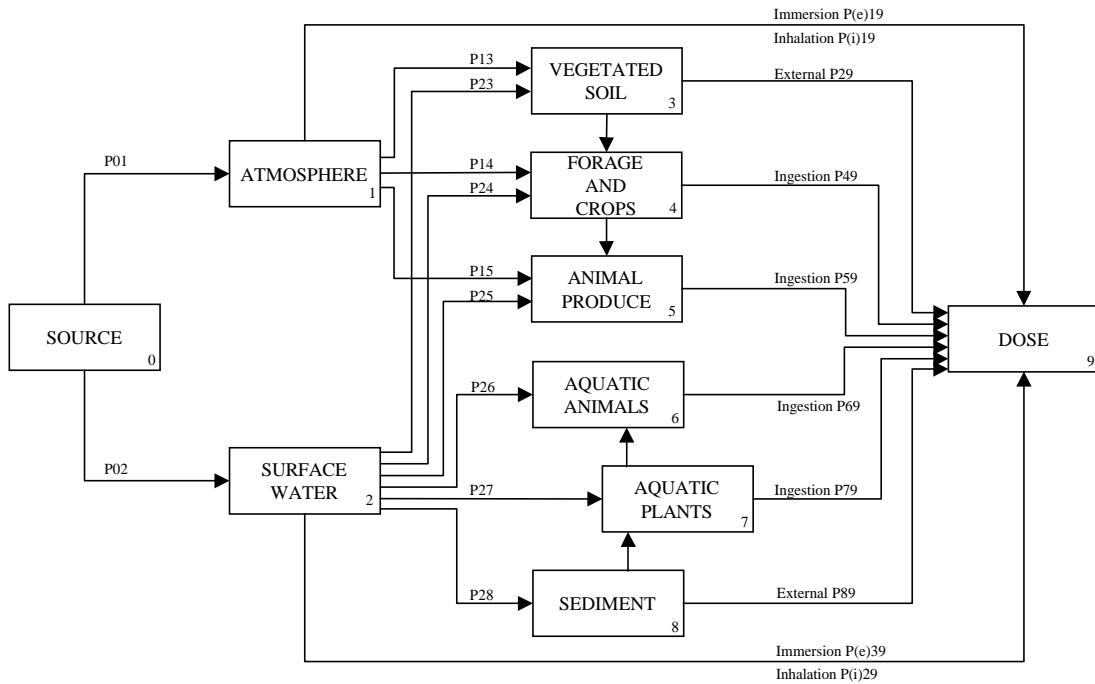 Immersion P(e)19
Inhalation P(i)19
P13
P23
VEGETATED
SOIL
3
External P29
P01
ATMOSPHERE
1
P14
P24
FORAGE
AND
CROPS
4
Ingestion P49
P15
P25
ANIMAL
PRODUCE
5
Ingestion P59
SOURCE
0
DOSE
9
P26
AQUATIC
ANIMALS
6
Ingestion P69
P02
SURFACE
WATER
2
P27
AQUATIC
PLANTS
7
Ingestion P79
P28
SEDIMENT
8
External P89
Immersion P(e)39
Inhalation P(i)29